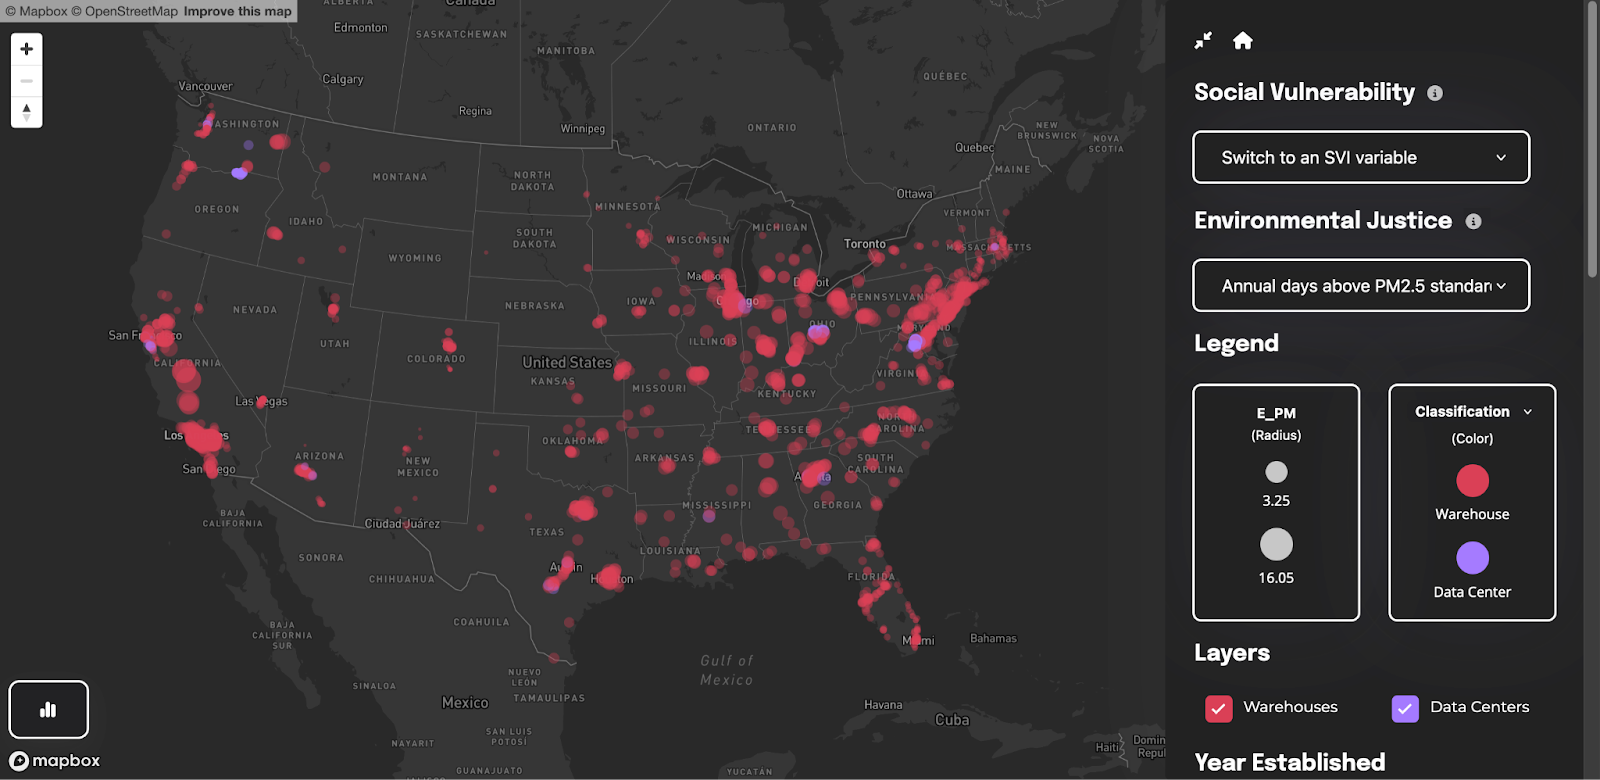 © Mapbox © OpenStreetMap Improve this map
ALBERTA
Canada
Edmonton
SASKATCHEWAN
MANITOBA
Calgary
Vancouver
QUÉBEC
Regina
Winnipeg
ONTARIO
NEW
BRUNSWICK
NOVA
SCOTIA
WASHINGTON
Quebec
MAINE
MONTANA
NORTH
DAKOTA
Ottawa
OREGON
IDAHO
MINNESOTA
VERMONT
SOUTH
DAKOTA
WISCONSIN
MICHIGAN
Toronto
MASSACHUSETTS
WYOMING
Madison
Detroit
NEVADA
NEBRASKA
IOWA
Chicago
PENNSYLVANIA
San Francisco
UTAH
OHIO
MARYLAND
ILLINOIS
CALIFORNIA
COLORADO
United States
KANSAS
MISSOURI
VIRGINIA
KENTUCKY
Las Vegas
TENNESSEE
NORTH
CAROLINA
Los Angeles
OKLAHOMA
ARIZONA
NEW
MEXICO
ARKANSAS
SOUTH
CAROLINA
San Diego
Atlanta
MISSISSIPPI
GEORGIA
BAJA
CALIFORNIA
Ciudad Juárez
TEXAS
SONORA
LOUISIANA
CHIHUAHUA
Austin
Houston
FLORIDA
COAHUILA
BAJA
CALIFORNIA
SUR
Miami
Bahamas
Gulf of
Mexico
NUEVO
LEÓN
SINALOA
TAMAULIPAS
Mexico
Havana
Cuba
SAN LUIS
POTOSÍ
NAYARIT
Haiti
Domin
Repul
GUANAJUATO
YUCATÁN
JALISCO
mapbox
Social Vulnerability
Switch to an SVI variable
Environmental Justice
Annual days above PM2.5 standar
Legend
E_PM
(Radius)
3.25
16.05
Classification
(Color)
Warehouse
Data Center
Layers
Warehouses
Data Centers
Year Established